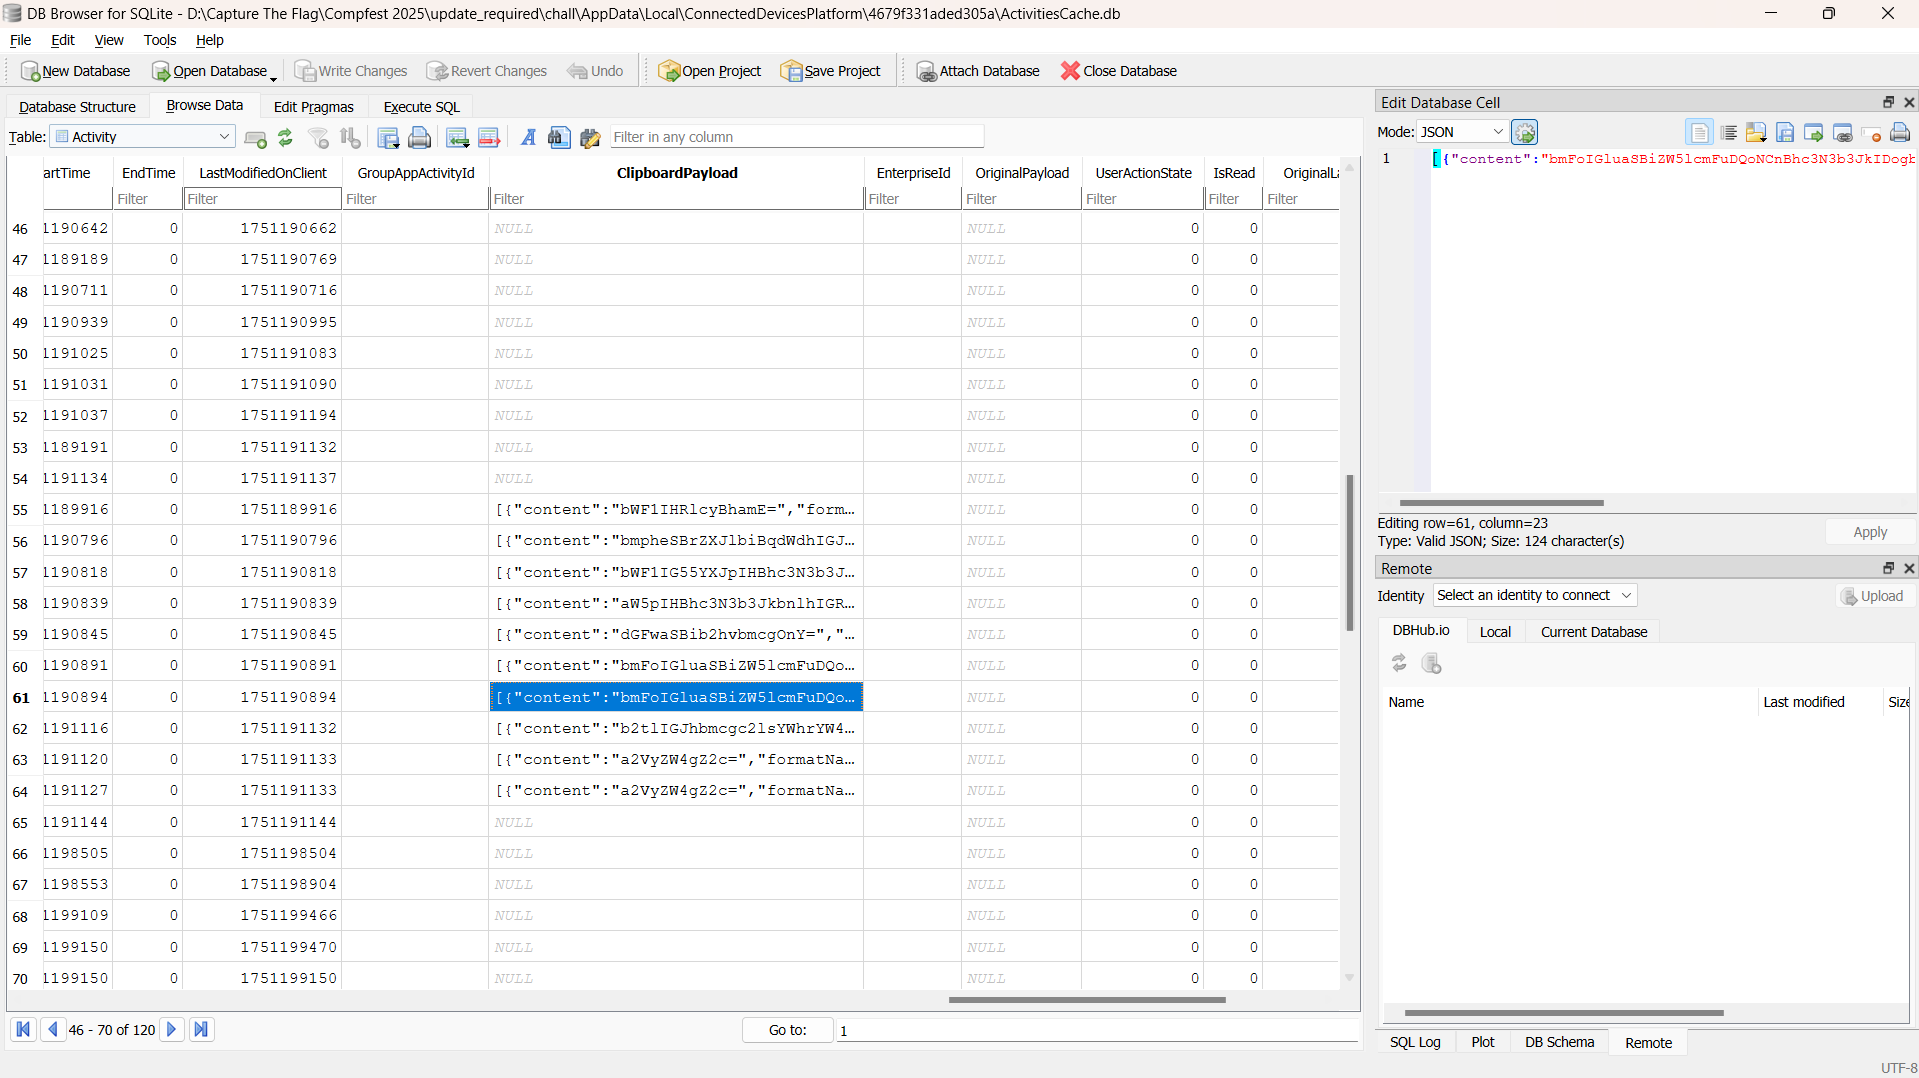 DB Browser for SQLite - D:\Capture The Flag\Compfest 2025\update_required\chall\AppData\Local\ConnectedDevicesPlatform\4679f331aded305a\ActivitiesCache.db
File Edit View Tools Help
New Database Open Database Write Changes Revert Changes Undo Open Project Save Project Attach Database Close Database
Database Structure Browse Data Edit Pragmas Execute SQL
Table: Activity Filter in any column
artTime EndTime LastModifiedOnClient GroupAppActivityId ClipboardPayload EnterpriseId OriginalPayload UserActionState IsRead OriginalLa
Filter Filter Filter Filter Filter Filter Filter Filter Filter
46 1190642 0 1751190662 NULL NULL 0 0
47 1189189 0 1751190769 NULL NULL 0 0
48 1190711 0 1751190716 NULL NULL 0 0
49 1190939 0 1751190995 NULL NULL 0 0
50 1191025 0 1751191083 NULL NULL 0 0
51 1191031 0 1751191090 NULL NULL 0 0
52 1191037 0 1751191194 NULL NULL 0 0
53 1189191 0 1751191132 NULL NULL 0 0
54 1191134 0 1751191137 NULL NULL 0 0
55 1189916 0 1751189916 [{"content":"bWF1IHRlcyBhamE=","form... NULL 0 0
56 1190796 0 1751190796 [{"content":"bmpheSBrZXJlbiBqdWdhIGJ... NULL 0 0
57 1190818 0 1751190818 [{"content":"bWF1IG55YXJpIHBhc3N3b3J... NULL 0 0
58 1190839 0 1751190839 [{"content":"aW5pIHBhc3N3b3JkbnlhIGR... NULL 0 0
59 1190845 0 1751190845 [{"content":"dGFwaSBib2hvbmcgOnY=","... NULL 0 0
60 1190891 0 1751190891 [{"content":"bmFoIGluaSBiZW5lcmFuDQo... NULL 0 0
61 1190894 0 1751190894 [{"content":"bmFoIGluaSBiZW5lcmFuDQo... NULL 0 0
62 1191116 0 1751191132 [{"content":"b2tlIGJhbmcgc2lsYWhrYW4... NULL 0 0
63 1191120 0 1751191133 [{"content":"a2VyZW4gZ2c=","formatNa... NULL 0 0
64 1191127 0 1751191133 [{"content":"a2VyZW4gZ2c=","formatNa... NULL 0 0
65 1191144 0 1751191144 NULL NULL 0 0
66 1198505 0 1751198504 NULL NULL 0 0
67 1198553 0 1751198904 NULL NULL 0 0
68 1199109 0 1751199466 NULL NULL 0 0
69 1199150 0 1751199470 NULL NULL 0 0
70 1199150 0 1751199150 NULL NULL 0 0
46 - 70 of 120 Go to: 1
Edit Database Cell
Mode: JSON
1 [{"content":"bmFoIGluaSBiZW5lcmFuDQoNCnBhc3N3b3JkIDogb
Editing row=61, column=23
Type: Valid JSON; Size: 124 character(s)
Apply
Remote
Identity Select an identity to connect Upload
DBHub.io Local Current Database
Name Last modified Size
SQL Log Plot DB Schema Remote
UTF-8